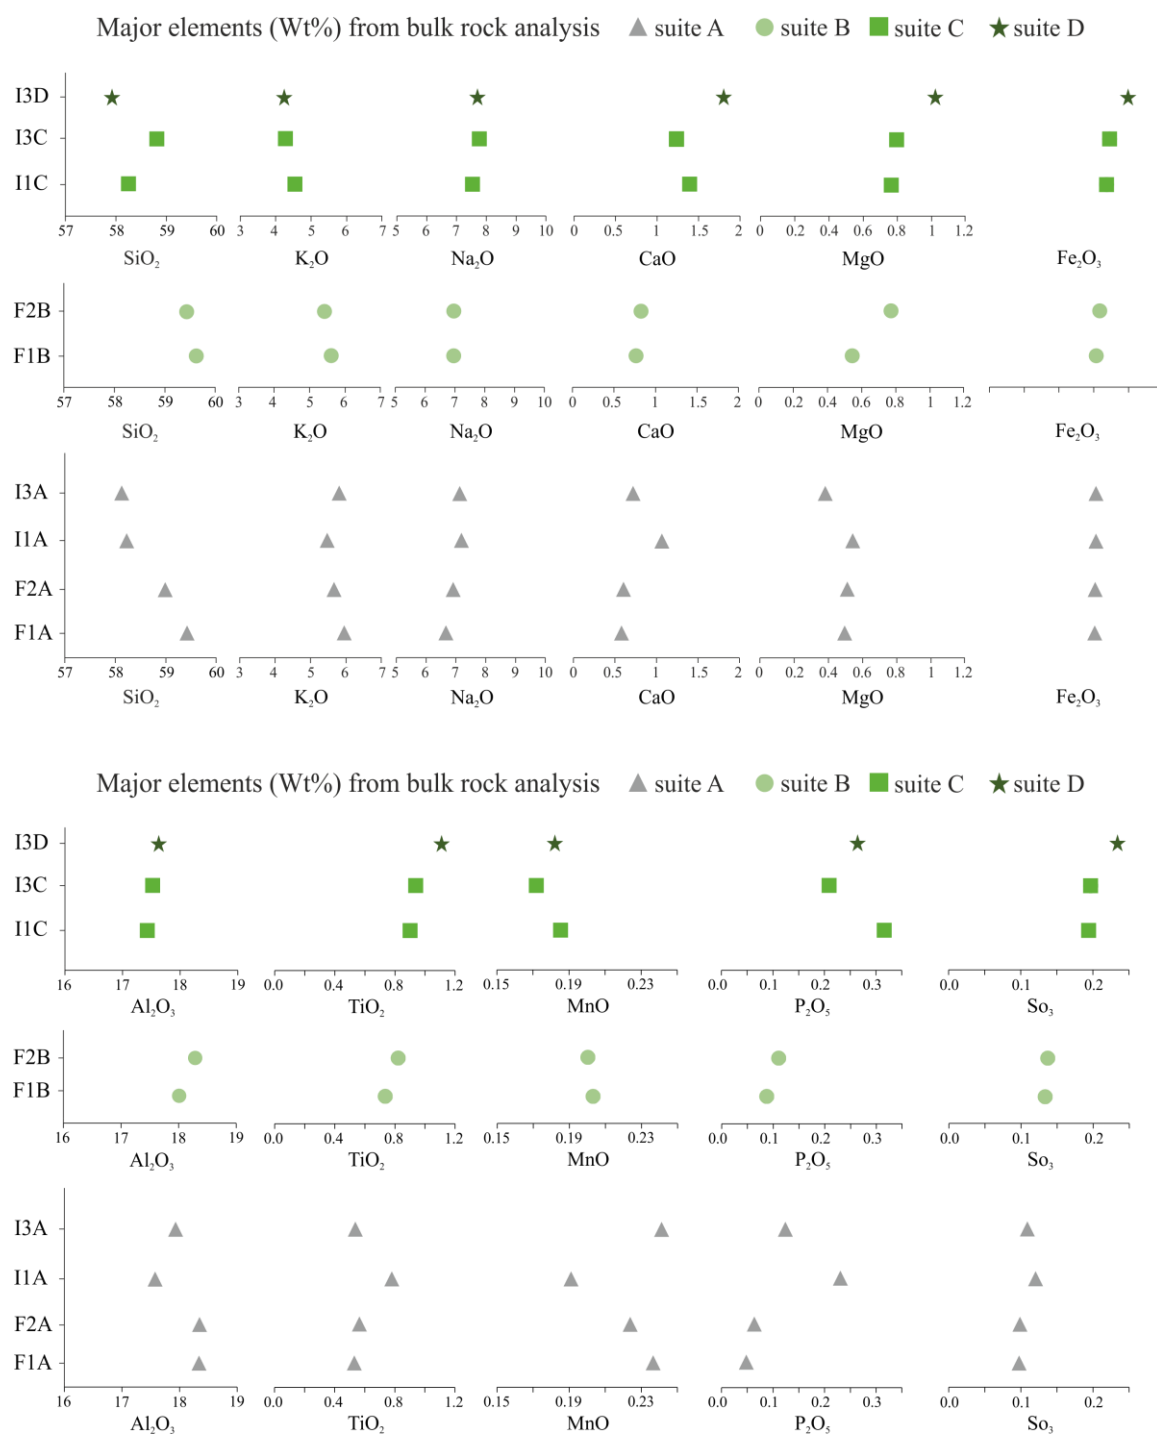 Major elements (Wt%) from bulk rock analysis suite A suite B suite C suite D
I3D
I3C
I1C
57 58 59 60 3 4 5 6 7 5 6 7 8 9 10 0 0.5 1 1.5 2 0 0.2 0.4 0.6 0.8 1 1.2
SiO₂ K₂O Na₂O CaO MgO Fe₂O₃
F2B
F1B
57 58 59 60 3 4 5 6 7 5 6 7 8 9 10 0 0.5 1 1.5 2 0 0.2 0.4 0.6 0.8 1 1.2
SiO₂ K₂O Na₂O CaO MgO Fe₂O₃
I3A
I1A
F2A
F1A
57 58 59 60 3 4 5 6 7 5 6 7 8 9 10 0 0.5 1 1.5 2 0 0.2 0.4 0.6 0.8 1 1.2
SiO₂ K₂O Na₂O CaO MgO Fe₂O₃
Major elements (Wt%) from bulk rock analysis suite A suite B suite C suite D
I3D
I3C
I1C
16 17 18 19 0.0 0.4 0.8 1.2 0.15 0.19 0.23 0.0 0.1 0.2 0.3 0.0 0.1 0.2
Al₂O₃ TiO₂ MnO P₂O₅ So₃
F2B
F1B
16 17 18 19 0.0 0.4 0.8 1.2 0.15 0.19 0.23 0.0 0.1 0.2 0.3 0.0 0.1 0.2
Al₂O₃ TiO₂ MnO P₂O₅ So₃
I3A
I1A
F2A
F1A
16 17 18 19 0.0 0.4 0.8 1.2 0.15 0.19 0.23 0.0 0.1 0.2 0.3 0.0 0.1 0.2
Al₂O₃ TiO₂ MnO P₂O₅ So₃